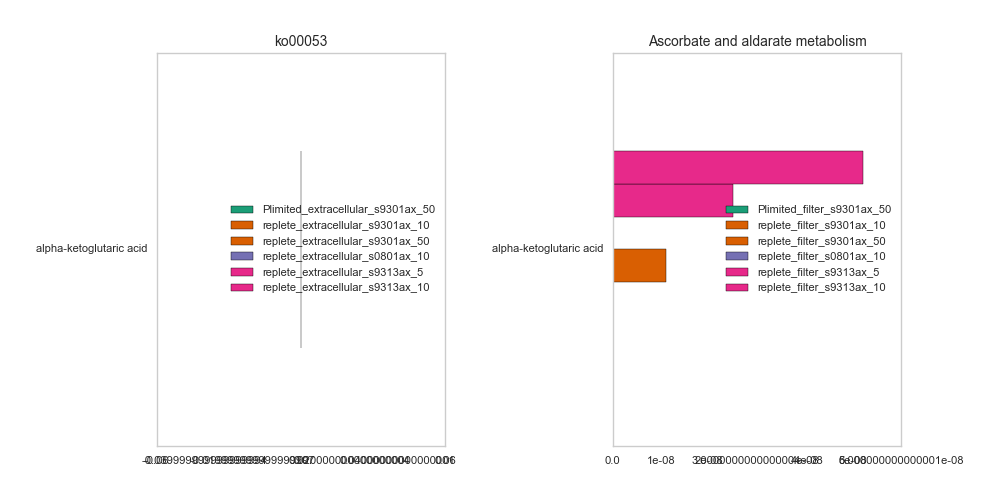 ko00053
Ascorbate and aldarate metabolism
alpha-ketoglutaric acid
Plimited_extracellular_s9301ax_50
replete_extracellular_s9301ax_10
replete_extracellular_s9301ax_50
replete_extracellular_s0801ax_10
replete_extracellular_s9313ax_5
replete_extracellular_s9313ax_10
alpha-ketoglutaric acid
Plimited_filter_s9301ax_50
replete_filter_s9301ax_10
replete_filter_s9301ax_50
replete_filter_s0801ax_10
replete_filter_s9313ax_5
replete_filter_s9313ax_10
0.0 1e-08